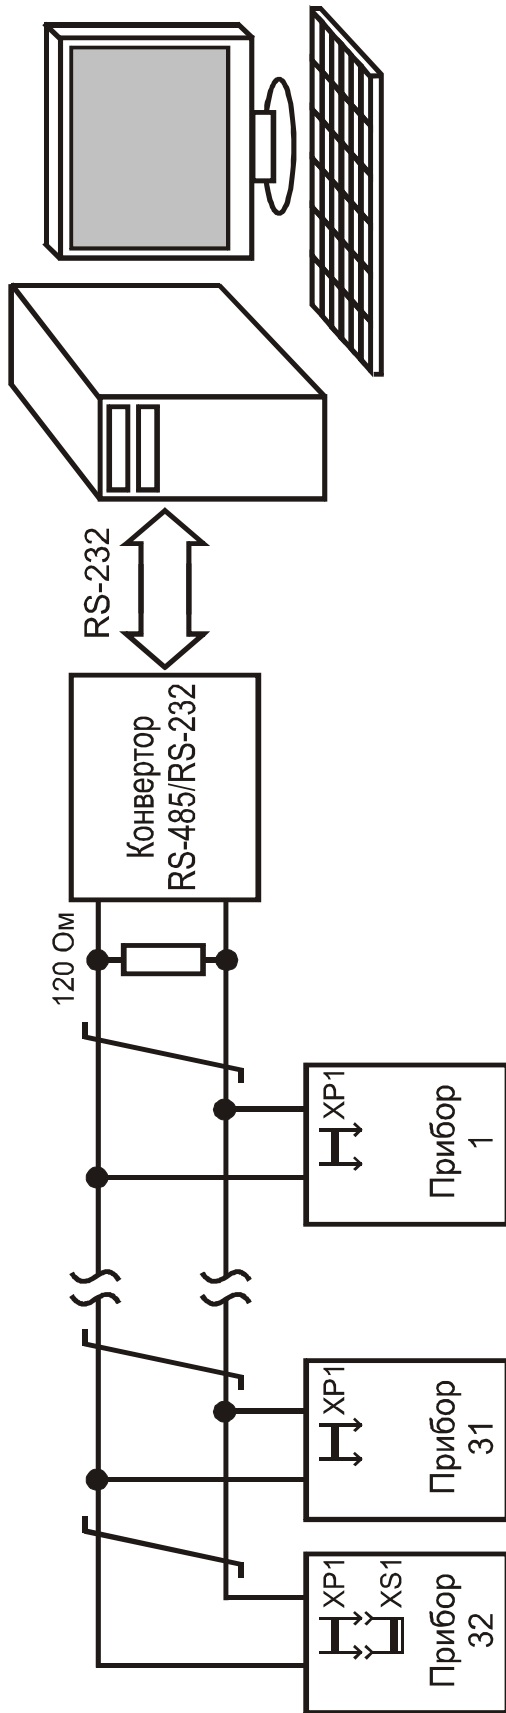 RS-232
Конвертор
RS-485/RS-232
120 Ом
XP1
Прибор
1
XP1
Прибор
31
XP1
XS1
Прибор
32